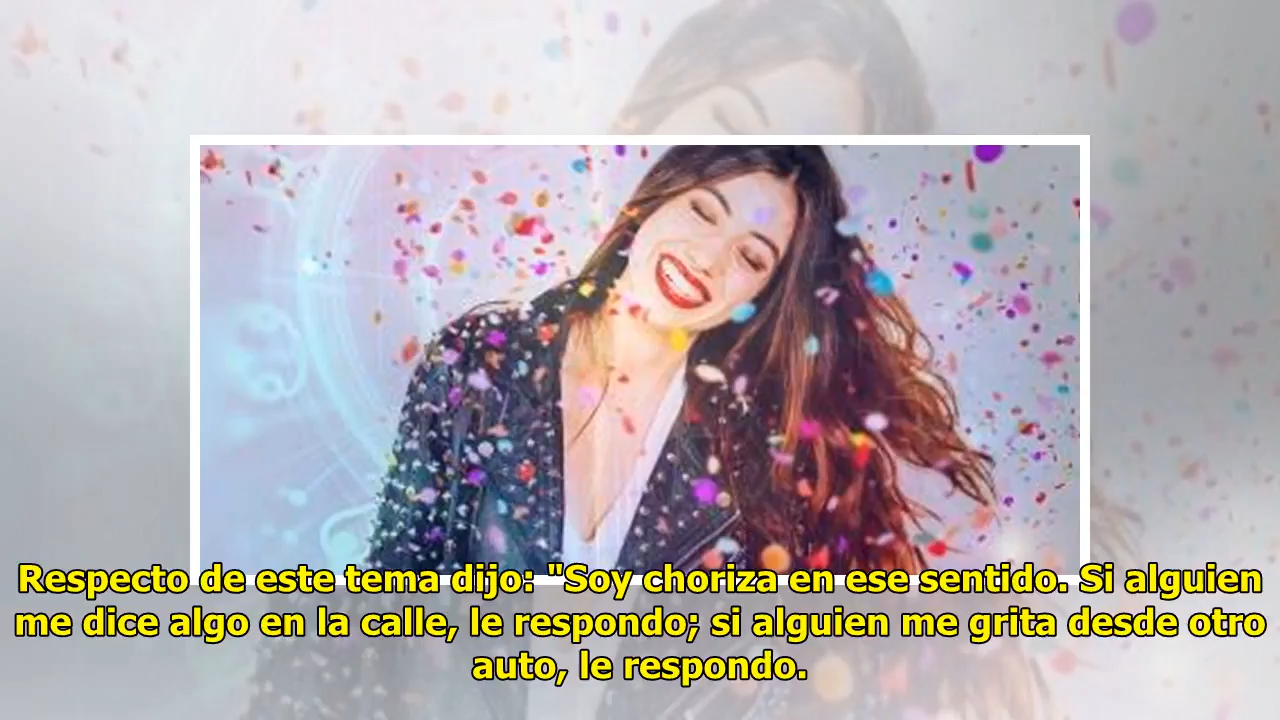 Respecto de este tema dijo: "Soy choriza en ese sentido. Si alguien
me dice algo en la calle, le respondo; si alguien me grita desde otro
auto, le respondo.